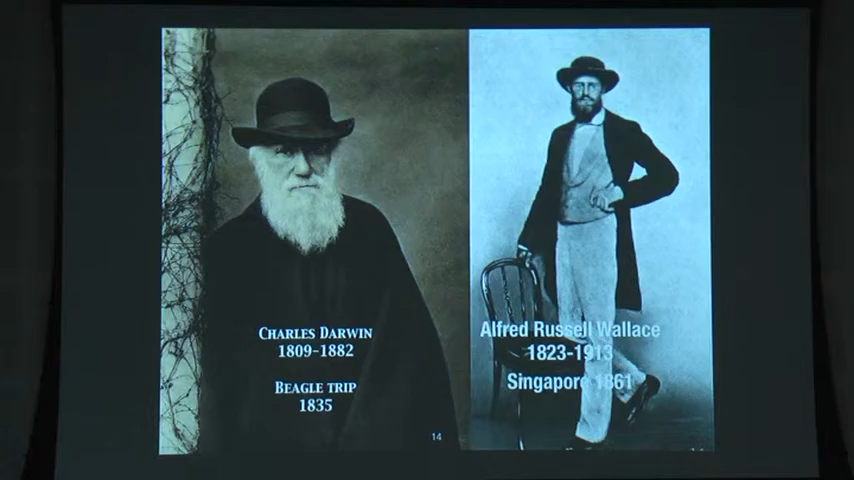 CHARLES DARWIN
1809-1882
BEAGLE TRIP
1835
14
Alfred Russell Wallace
1823-1913
Singapore 1861